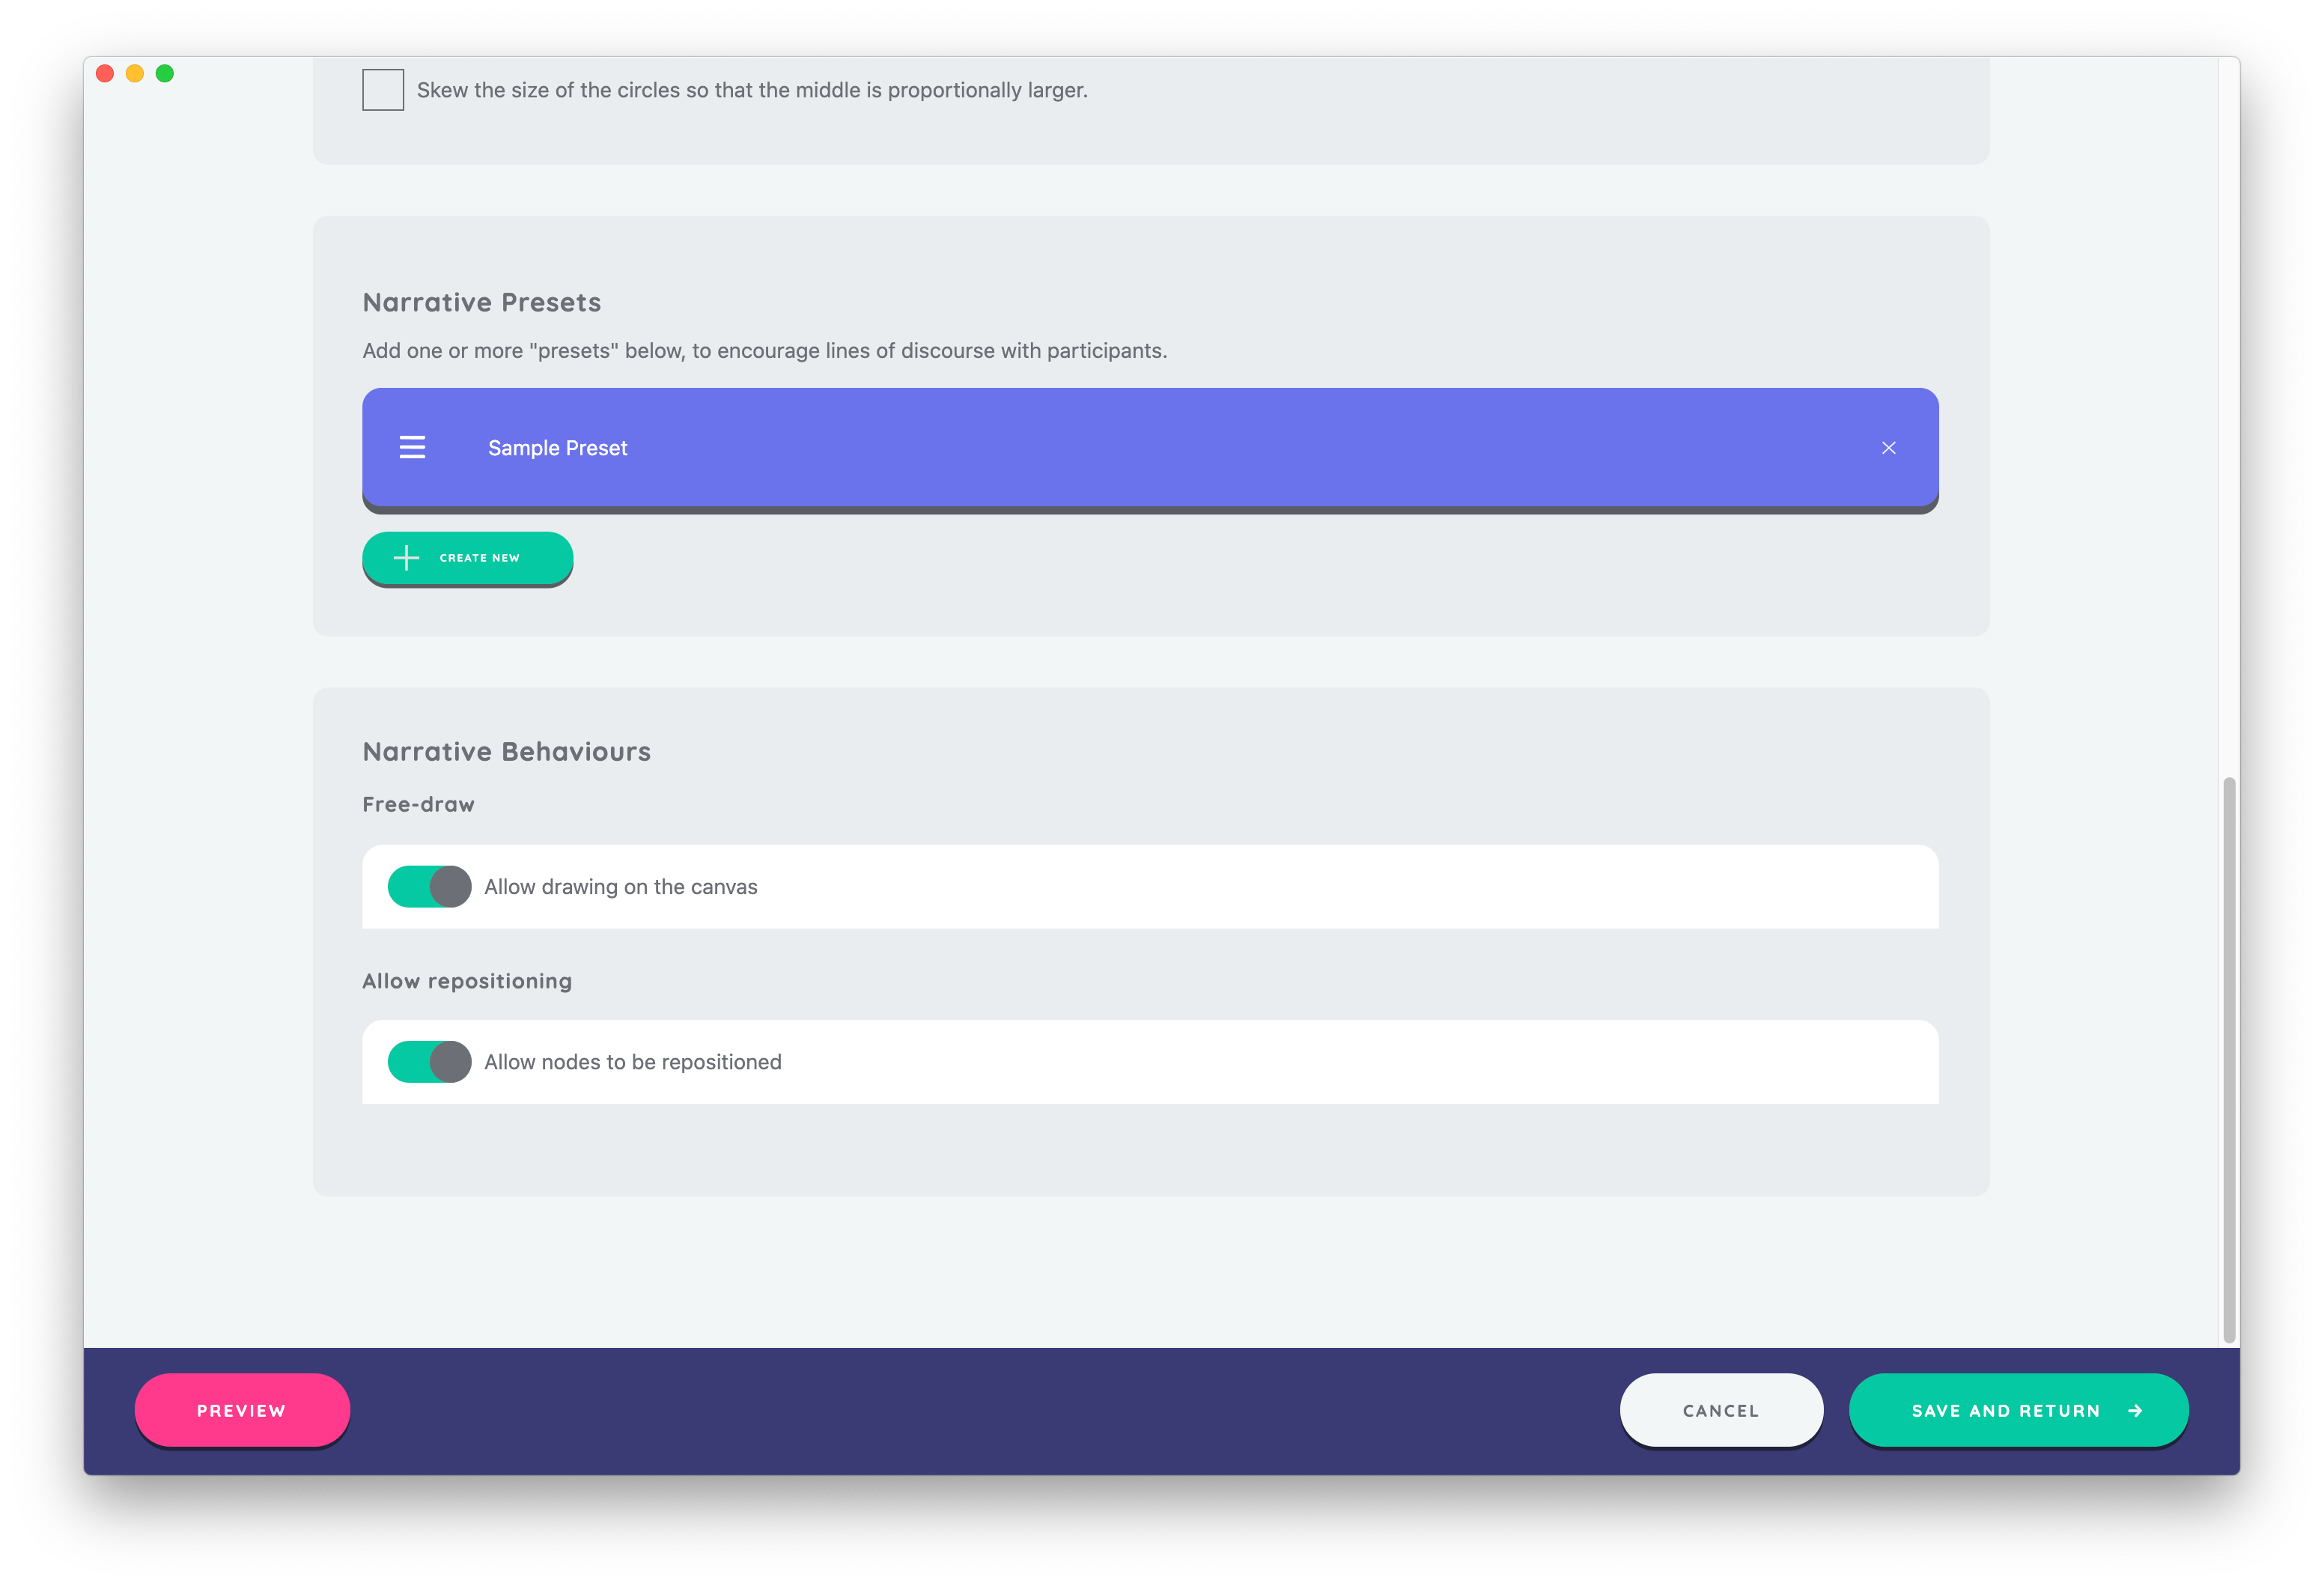 Skew the size of the circles so that the middle is proportionally larger.
Narrative Presets
Add one or more "presets" below, to encourage lines of discourse with participants.
Sample Preset
CREATE NEW
Narrative Behaviours
Free-draw
Allow drawing on the canvas
Allow repositioning
Allow nodes to be repositioned
PREVIEW
CANCEL
SAVE AND RETURN